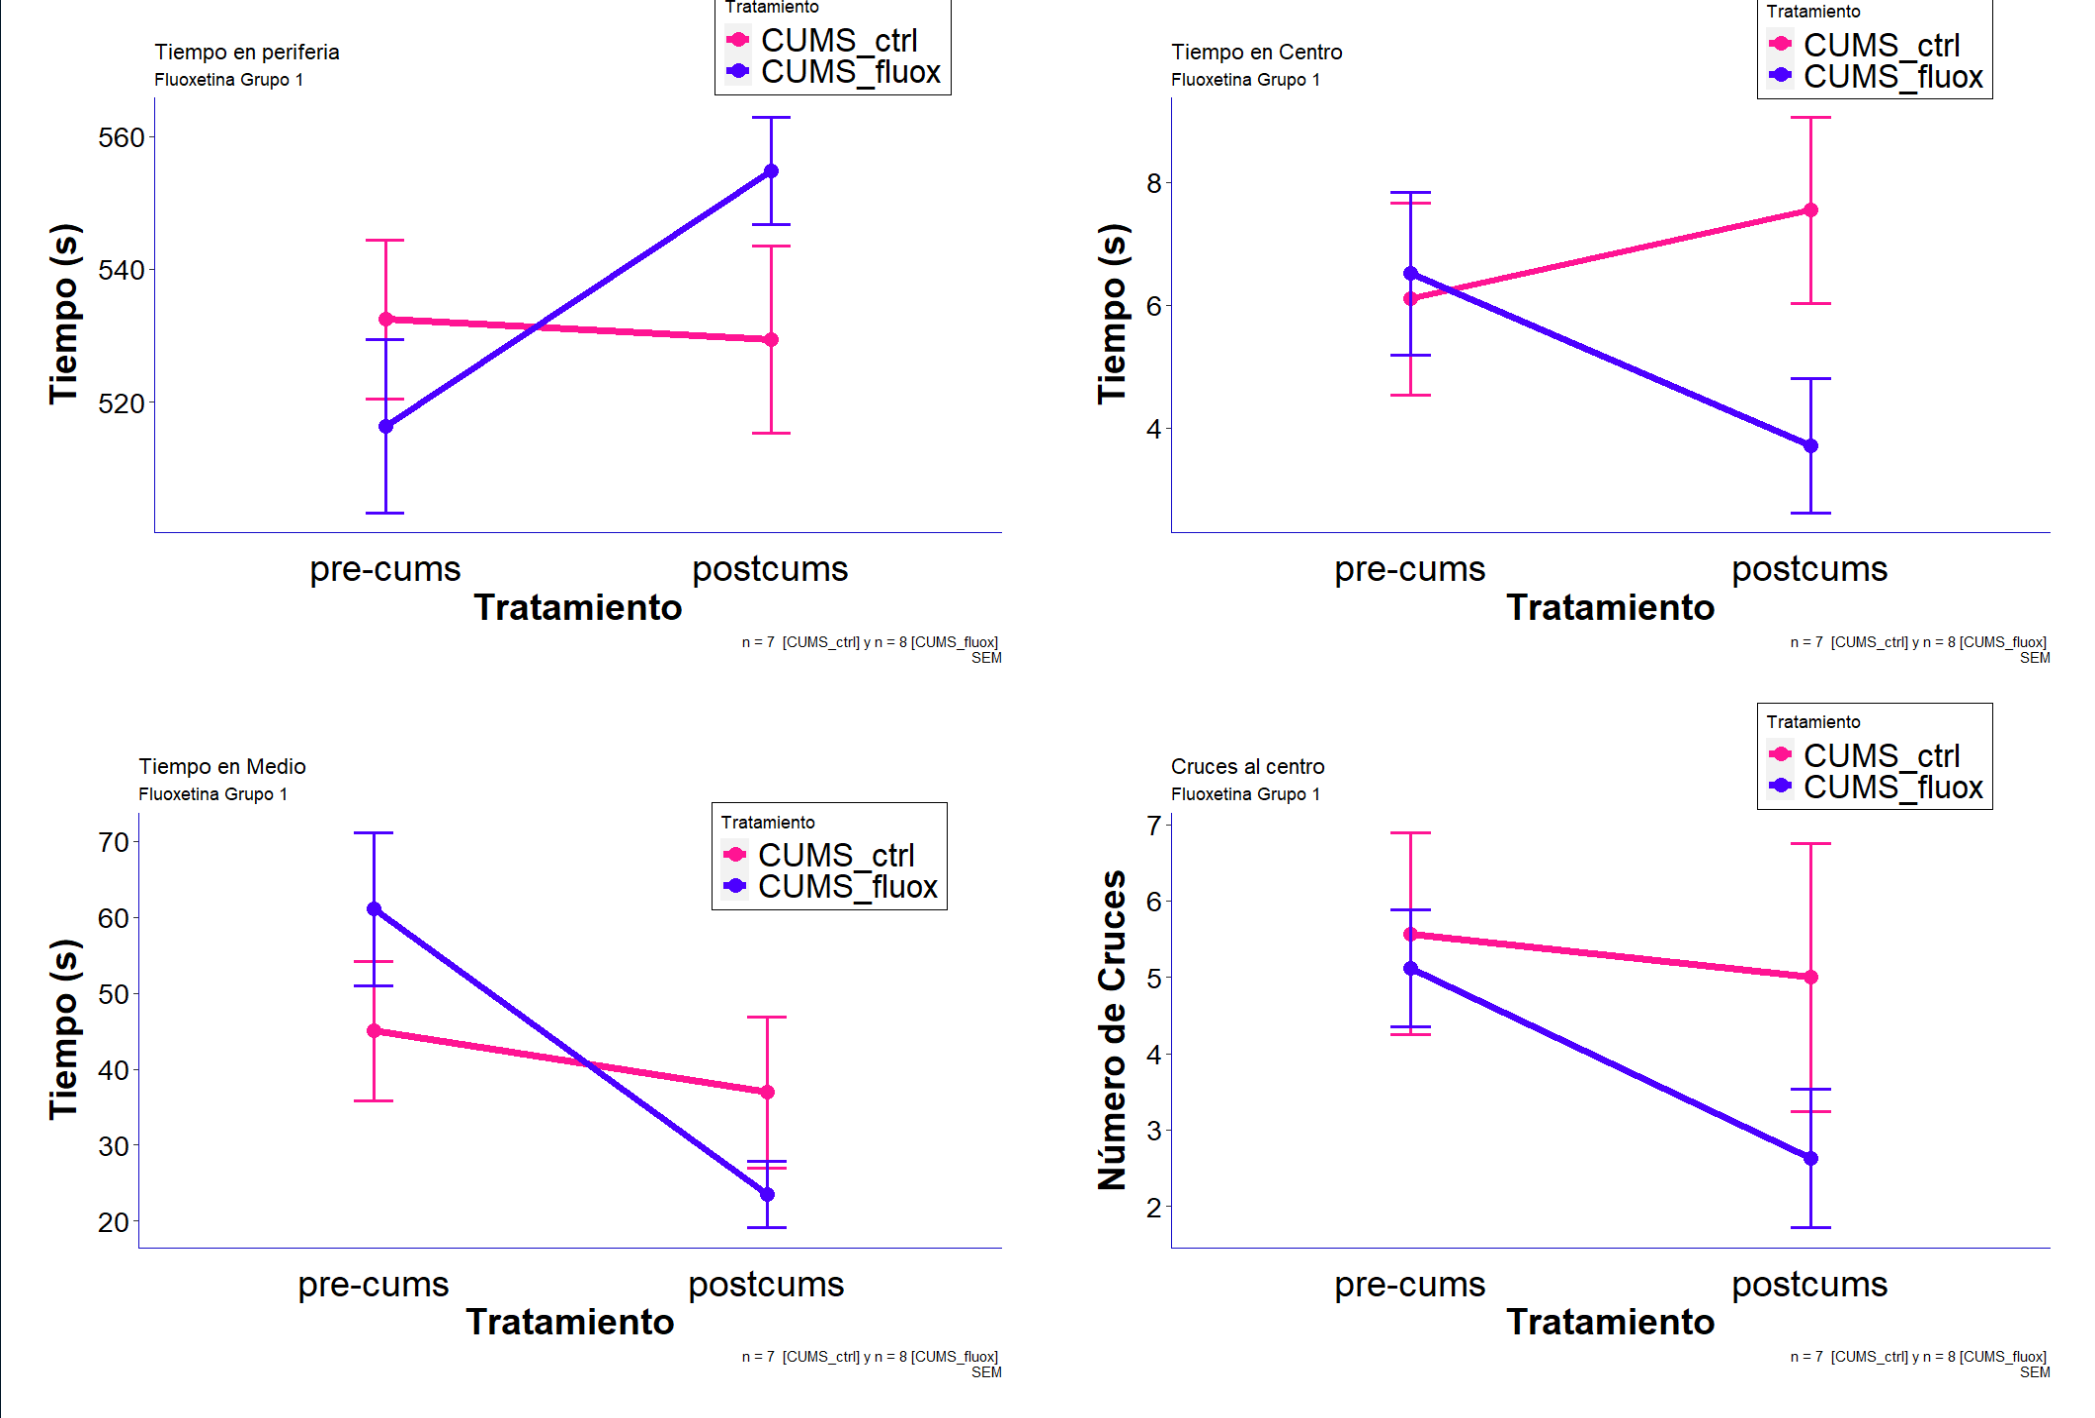 Tratamiento
CUMS_ctrl
CUMS_fluox
Tiempo en periferia
Fluoxetina Grupo 1
560
540
520
Tiempo (s)
pre-cums postcums
Tratamiento
n = 7 [CUMS_ctrl] y n = 8 [CUMS_fluox]
SEM
Tratamiento
CUMS_ctrl
CUMS_fluox
Tiempo en Centro
Fluoxetina Grupo 1
8
6
4
Tiempo (s)
pre-cums postcums
Tratamiento
n = 7 [CUMS_ctrl] y n = 8 [CUMS_fluox]
SEM
Tiempo en Medio
Fluoxetina Grupo 1
Tratamiento
CUMS_ctrl
CUMS_fluox
70
60
50
40
30
20
Tiempo (s)
pre-cums postcums
Tratamiento
n = 7 [CUMS_ctrl] y n = 8 [CUMS_fluox]
SEM
Tratamiento
CUMS_ctrl
CUMS_fluox
Cruces al centro
Fluoxetina Grupo 1
7
6
5
4
3
2
Número de Cruces
pre-cums postcums
Tratamiento
n = 7 [CUMS_ctrl] y n = 8 [CUMS_fluox]
SEM